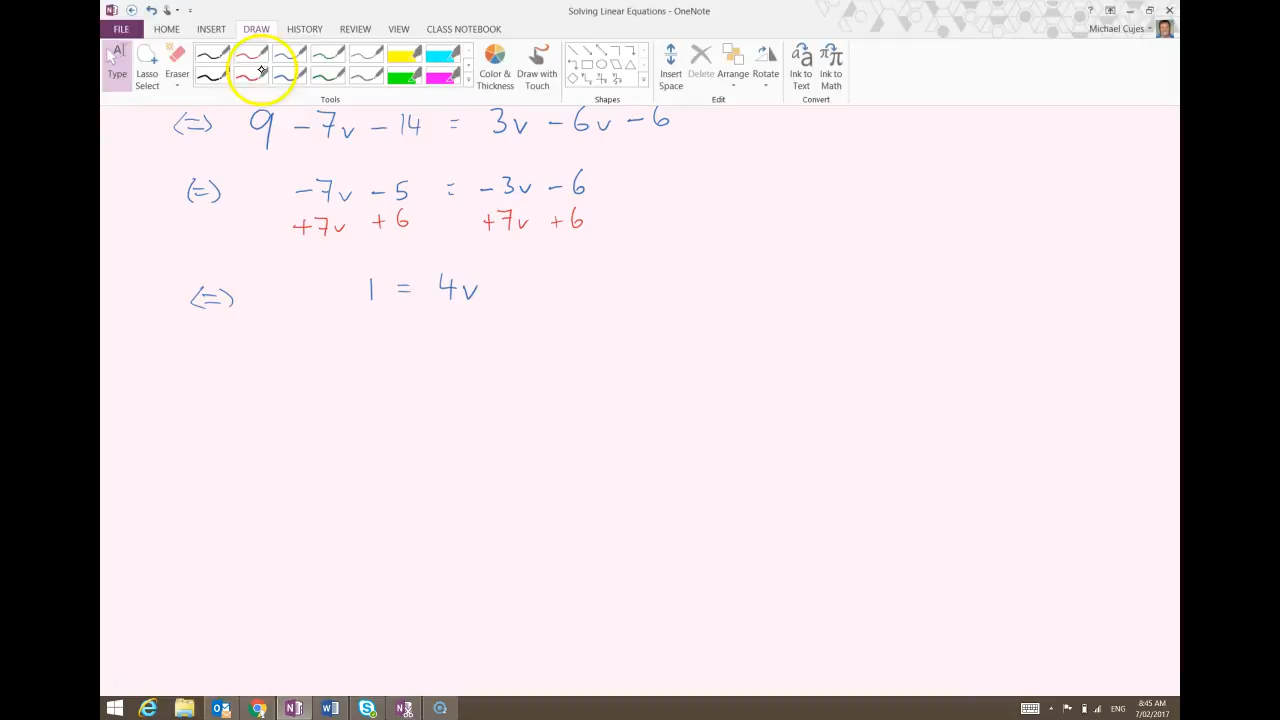 Solving Linear Equations - OneNote
?
FILE HOME INSERT DRAW HISTORY REVIEW VIEW CLASS NOTEBOOK
Michael Cujes
Type
Lasso Select
Eraser
Color & Thickness
Draw with Touch
Insert Space
Delete
Arrange
Rotate
Ink to Text
Ink to Math
Tools Shapes Edit Convert
(=) 9 - 7v - 14 = 3v - 6v - 6
(=) -7v - 5 = -3v - 6
+7v +6 +7v +6
(=) 1 = 4v
ENG
8:45 AM
7/02/2017